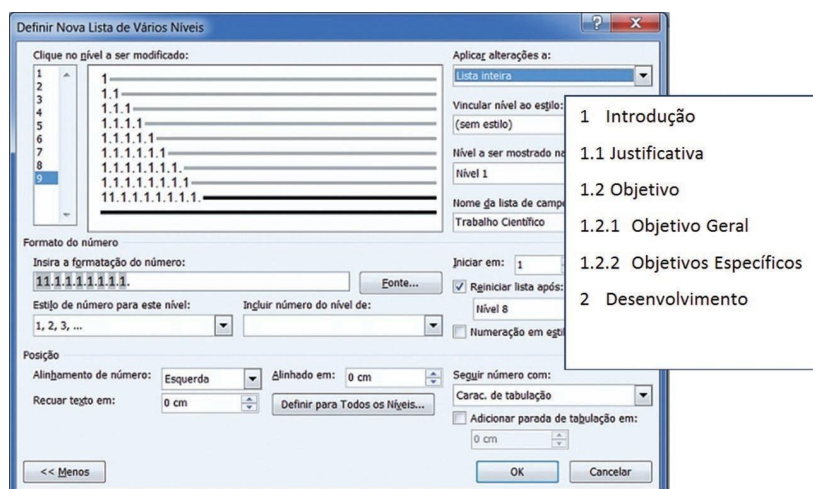 Definir Nova Lista de Vários Níveis
Clique no nível a ser modificado:
1
2
3
4
5
6
7
8
9
1
1.1
1.1.1
1.1.1.1
1.1.1.1.1
1.1.1.1.1.1
1.1.1.1.1.1.1.
1.1.1.1.1.1.1.1
11.1.1.1.1.1.1.1.
Aplicar alterações a:
Lista inteira
Vincular nível ao estilo:
(sem estilo)
Nível a ser mostrado na
Nível 1
Nome da lista de campo
Trabalho Científico
1 Introdução
1.1 Justificativa
1.2 Objetivo
1.2.1 Objetivo Geral
1.2.2 Objetivos Específicos
2 Desenvolvimento
Formato do número
Insira a formatação do número:
11.1.1.1.1.1.1.1.
Fonte...
Estilo de número para este nível:
1, 2, 3, ...
Incluir número do nível de:
Iniciar em: 1
Reiniciar lista após:
Nível 8
Numeração em esti
Posição
Alinhamento de número: Esquerda
Alinhado em: 0 cm
Recuar texto em: 0 cm
Definir para Todos os Níveis...
Seguir número com:
Carac. de tabulação
Adicionar parada de tabulação em:
0 cm
<< Menos
OK
Cancelar